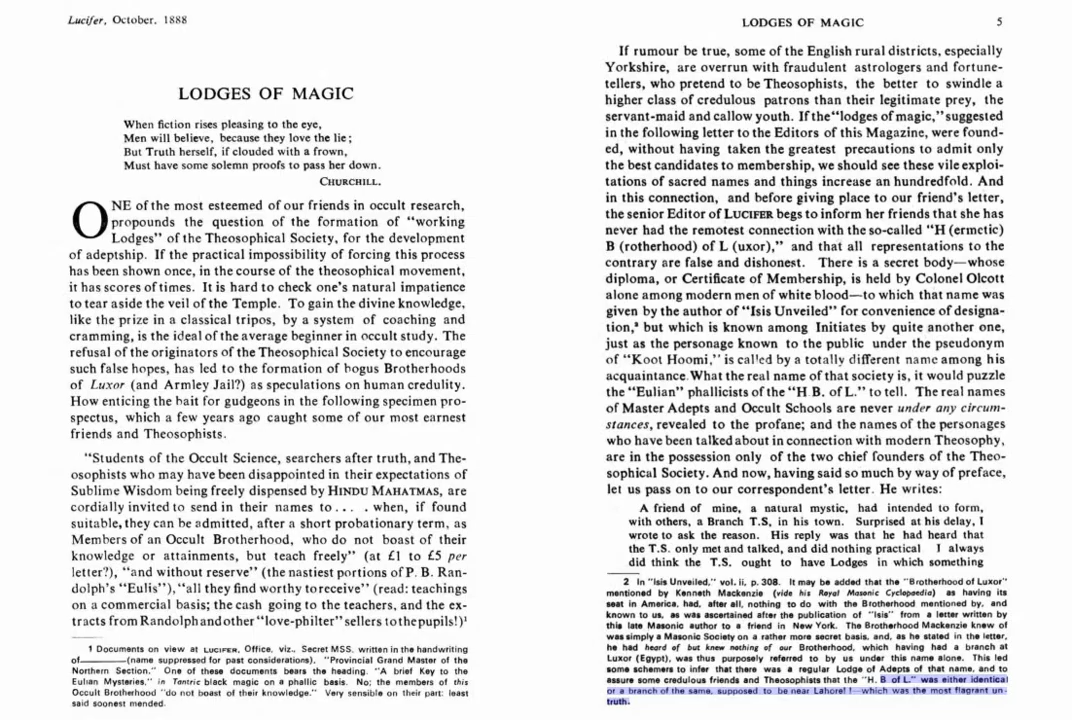 Lucifer, October, 1888
LODGES OF MAGIC
When fiction rises pleasing to the eye,
Men will believe, because they love the lie;
But Truth herself, if clouded with a frown,
Must have some solemn proofs to pass her down.
CHURCHILL.
ONE of the most esteemed of our friends in occult research,
propounds the question of the formation of "working
Lodges" of the Theosophical Society, for the development
of adeptship. If the practical impossibility of forcing this process
has been shown once, in the course of the theosophical movement,
it has scores of times. It is hard to check one's natural impatience
to tear aside the veil of the Temple. To gain the divine knowledge,
like the prize in a classical tripos, by a system of coaching and
cramming, is the ideal of the average beginner in occult study. The
refusal of the originators of the Theosophical Society to encourage
such false hopes, has led to the formation of bogus Brotherhoods
of Luxor (and Armley Jail?) as speculations on human credulity.
How enticing the bait for gudgeons in the following specimen pro-
spectus, which a few years ago caught some of our most earnest
friends and Theosophists.
"Students of the Occult Science, searchers after truth, and The-
osophists who may have been disappointed in their expectations of
Sublime Wisdom being freely dispensed by HINDU MAHATMAS, are
cordially invited to send in their names to . . . . when, if found
suitable, they can be admitted, after a short probationary term, as
Members of an Occult Brotherhood, who do not boast of their
knowledge or attainments, but teach freely" (at £1 to £5 per
letter?), "and without reserve" (the nastiest portions of P. B. Ran-
dolph's "Eulis"), "all they find worthy to receive" (read: teachings
on a commercial basis; the cash going to the teachers, and the ex-
tracts from Randolph and other "love-philter" sellers to the pupils!)¹
1 Documents on view at LUCIFER, Office, viz., Secret MSS. written in the handwriting
of————(name suppressed for past considerations). "Provincial Grand Master of the
Northern Section." One of these documents bears the heading. "A brief Key to the
Eulian Mysteries," in Tantric black magic on a phallic basis. No; the members of this
Occult Brotherhood "do not boast of their knowledge." Very sensible on their part: least
said soonest mended.
LODGES OF MAGIC 5
If rumour be true, some of the English rural districts, especially
Yorkshire, are overrun with fraudulent astrologers and fortune-
tellers, who pretend to be Theosophists, the better to swindle a
higher class of credulous patrons than their legitimate prey, the
servant-maid and callow youth. If the "lodges of magic," suggested
in the following letter to the Editors of this Magazine, were found-
ed, without having taken the greatest precautions to admit only
the best candidates to membership, we should see these vile exploi-
tations of sacred names and things increase an hundredfold. And
in this connection, and before giving place to our friend's letter,
the senior Editor of LUCIFER begs to inform her friends that she has
never had the remotest connection with the so-called "H (ermetic)
B (rotherhood) of L (uxor)," and that all representations to the
contrary are false and dishonest. There is a secret body—whose
diploma, or Certificate of Membership, is held by Colonel Olcott
alone among modern men of white blood—to which that name was
given by the author of "Isis Unveiled" for convenience of designa-
tion,² but which is known among Initiates by quite another one,
just as the personage known to the public under the pseudonym
of "Koot Hoomi," is called by a totally different name among his
acquaintance. What the real name of that society is, it would puzzle
the "Eulian" phallicists of the "H. B. of L." to tell. The real names
of Master Adepts and Occult Schools are never under any circum-
stances, revealed to the profane; and the names of the personages
who have been talked about in connection with modern Theosophy,
are in the possession only of the two chief founders of the Theo-
sophical Society. And now, having said so much by way of preface,
let us pass on to our correspondent's letter. He writes:
A friend of mine, a natural mystic, had intended to form,
with others, a Branch T.S, in his town. Surprised at his delay, I
wrote to ask the reason. His reply was that he had heard that
the T.S. only met and talked, and did nothing practical I always
did think the T.S. ought to have Lodges in which something
2 In "Isis Unveiled," vol. ii, p. 308. It may be added that the "Brotherhood of Luxor"
mentioned by Kenneth Mackenzie (vide his Royal Masonic Cyclopaedia) as having its
seat in America, had, after all, nothing to do with the Brotherhood mentioned by, and
known to us, as was ascertained after the publication of "Isis" from a letter written by
this late Masonic author to a friend in New York. The Brotherhood Mackenzie knew of
was simply a Masonic Society on a rather more secret basis, and, as he stated in the letter,
he had heard of but knew nothing of our Brotherhood, which having had a branch at
Luxor (Egypt), was thus purposely referred to by us under this name alone. This led
some schemers to infer that there was a regular Lodge of Adepts of that name, and to
assure some credulous friends and Theosophists that the "H. B of L." was either identical
or a branch of the same, supposed to be near Lahore! !—which was the most flagrant un-
truth.